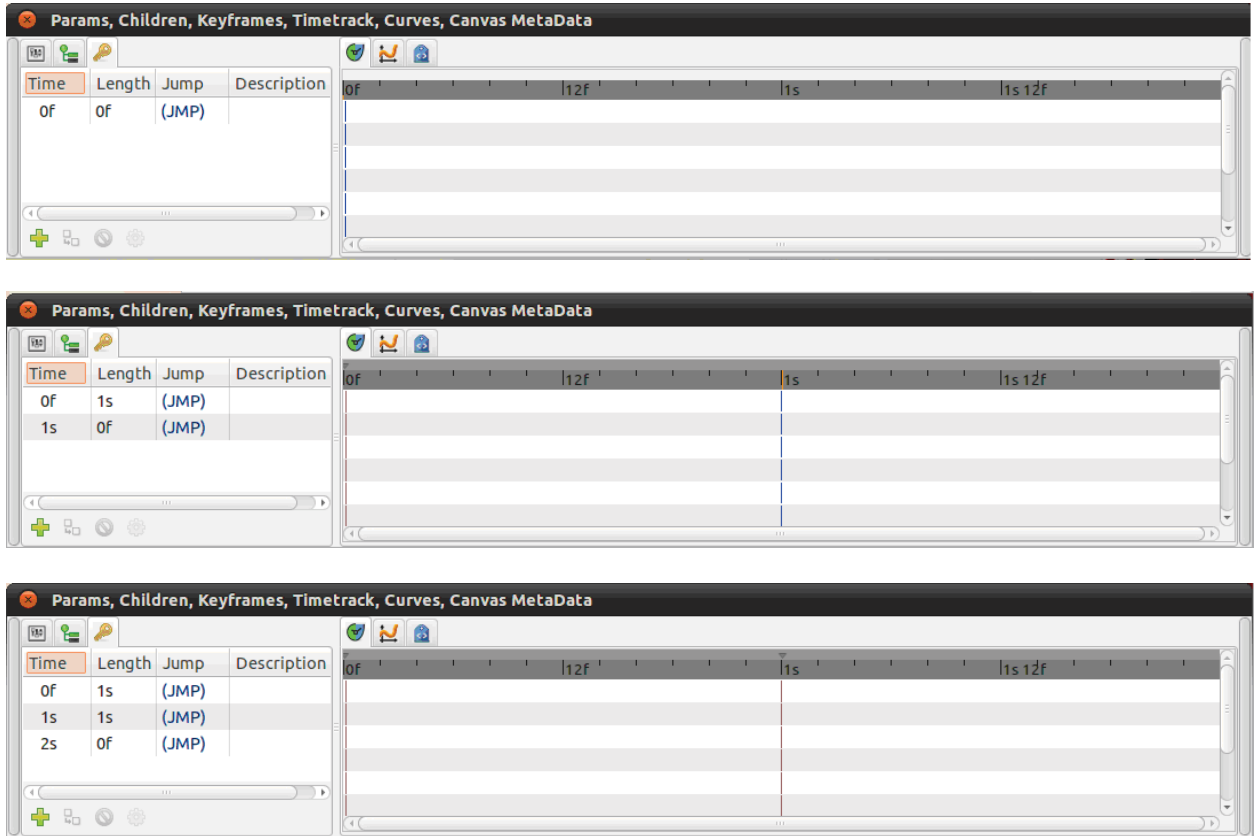 Params, Children, Keyframes, Timetrack, Curves, Canvas MetaData
Time Length Jump Description 0f 12f 1s 1s 12f
0f 0f (JMP)
Params, Children, Keyframes, Timetrack, Curves, Canvas MetaData
Time Length Jump Description 0f 12f 1s 1s 12f
0f 1s (JMP)
1s 0f (JMP)
Params, Children, Keyframes, Timetrack, Curves, Canvas MetaData
Time Length Jump Description 0f 12f 1s 1s 12f
0f 1s (JMP)
1s 1s (JMP)
2s 0f (JMP)